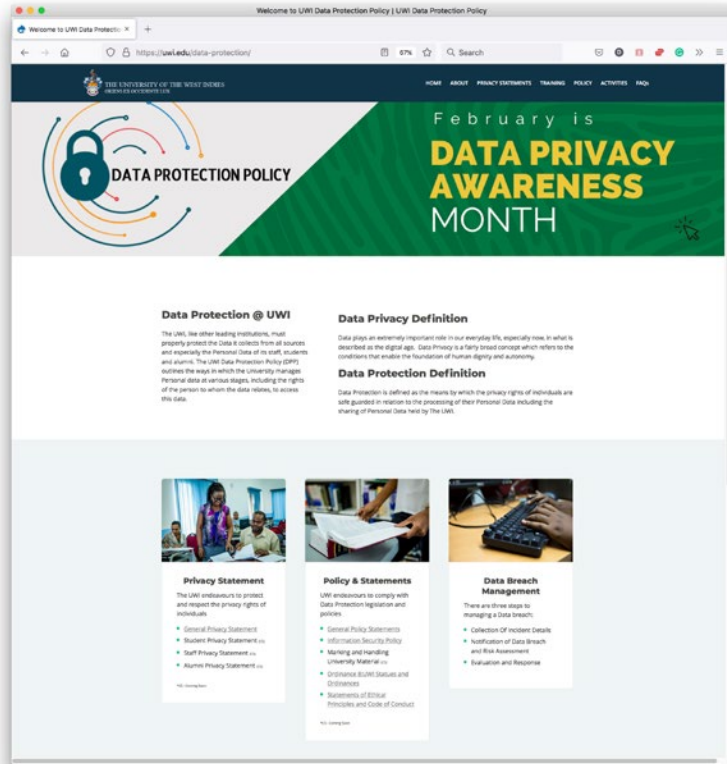 Welcome to UWI Data Protection Policy | UWI Data Protection Policy
Welcome to UWI Data Protectio
https://uwi.edu/data-protection/
67%
Search
THE UNIVERSITY OF THE WEST INDIES
ORIENS EX OCCIDENTE LUX
HOME ABOUT PRIVACY STATEMENTS TRAINING POLICY ACTIVITIES FAQs
DATA PROTECTION POLICY
February is
DATA PRIVACY
AWARENESS
MONTH
Data Protection @ UWI
The UWI, like other leading institutions, must
properly protect the Data it collects from all sources
and especially the Personal Data of its staff, students
and alumni. The UWI Data Protection Policy (DPP)
outlines the ways in which the University manages
Personal data at various stages, including the rights
of the person to whom the data relates, to access
this data.
Data Privacy Definition
Data plays an extremely important role in our everyday life, especially now, in what is
described as the digital age. Data Privacy is a fairly broad concept which refers to the
conditions that enable the foundation of human dignity and autonomy.
Data Protection Definition
Data Protection is defined as the means by which the privacy rights of individuals are
safe guarded in relation to the processing of their Personal Data including the
sharing of Personal Data held by The UWI.
Privacy Statement
The UWI endeavours to protect
and respect the privacy rights of
individuals
General Privacy Statement
Student Privacy Statement
Staff Privacy Statement
Alumni Privacy Statement
Coming Soon
Policy & Statements
UWI endeavours to comply with
Data Protection legislation and
policies
General Policy Statements
Information Security Policy
Marking and Handling
University Material
Ordinance 8:UWI Statues and
Ordinances
Statements of Ethical
Principles and Code of Conduct
Coming Soon
Data Breach
Management
There are three steps to
managing a Data breach:
Collection Of Incident Details
Notification of Data Breach
and Risk Assessment
Evaluation and Response